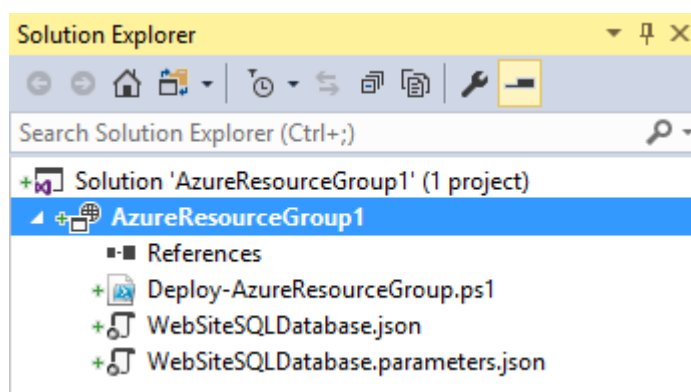 Solution Explorer
Search Solution Explorer (Ctrl+;)
Solution 'AzureResourceGroup1' (1 project)
AzureResourceGroup1
References
Deploy-AzureResourceGroup.ps1
WebSiteSQLDatabase.json
WebSiteSQLDatabase.parameters.json